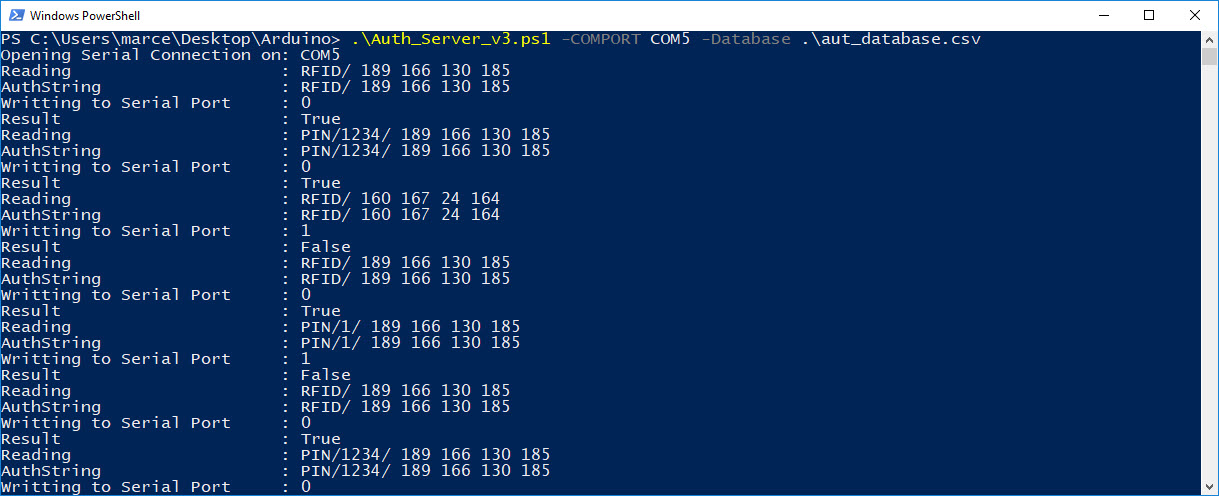 Windows PowerShell
PS C:\Users\marce\Desktop\Arduino> .\Auth_Server_v3.ps1 -COMPORT COM5 -Database .\aut_database.csv
Opening Serial Connection on: COM5
Reading : RFID/ 189 166 130 185
AuthString : RFID/ 189 166 130 185
Writting to Serial Port : 0
Result : True
Reading : PIN/1234/ 189 166 130 185
AuthString : PIN/1234/ 189 166 130 185
Writting to Serial Port : 0
Result : True
Reading : RFID/ 160 167 24 164
AuthString : RFID/ 160 167 24 164
Writting to Serial Port : 1
Result : False
Reading : RFID/ 189 166 130 185
AuthString : RFID/ 189 166 130 185
Writting to Serial Port : 0
Result : True
Reading : PIN/1/ 189 166 130 185
AuthString : PIN/1/ 189 166 130 185
Writting to Serial Port : 1
Result : False
Reading : RFID/ 189 166 130 185
AuthString : RFID/ 189 166 130 185
Writting to Serial Port : 0
Result : True
Reading : PIN/1234/ 189 166 130 185
AuthString : PIN/1234/ 189 166 130 185
Writting to Serial Port : 0